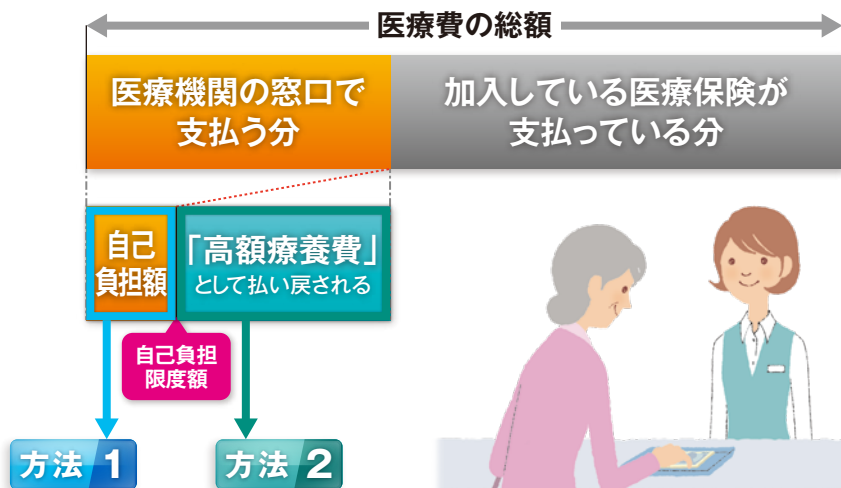 医療費の総額
医療機関の窓口で
支払う分
加入している医療保険が
支払っている分
自己
負担額
「高額療養費」
として払い戻される
自己負担
限度額
方法 1
方法 2